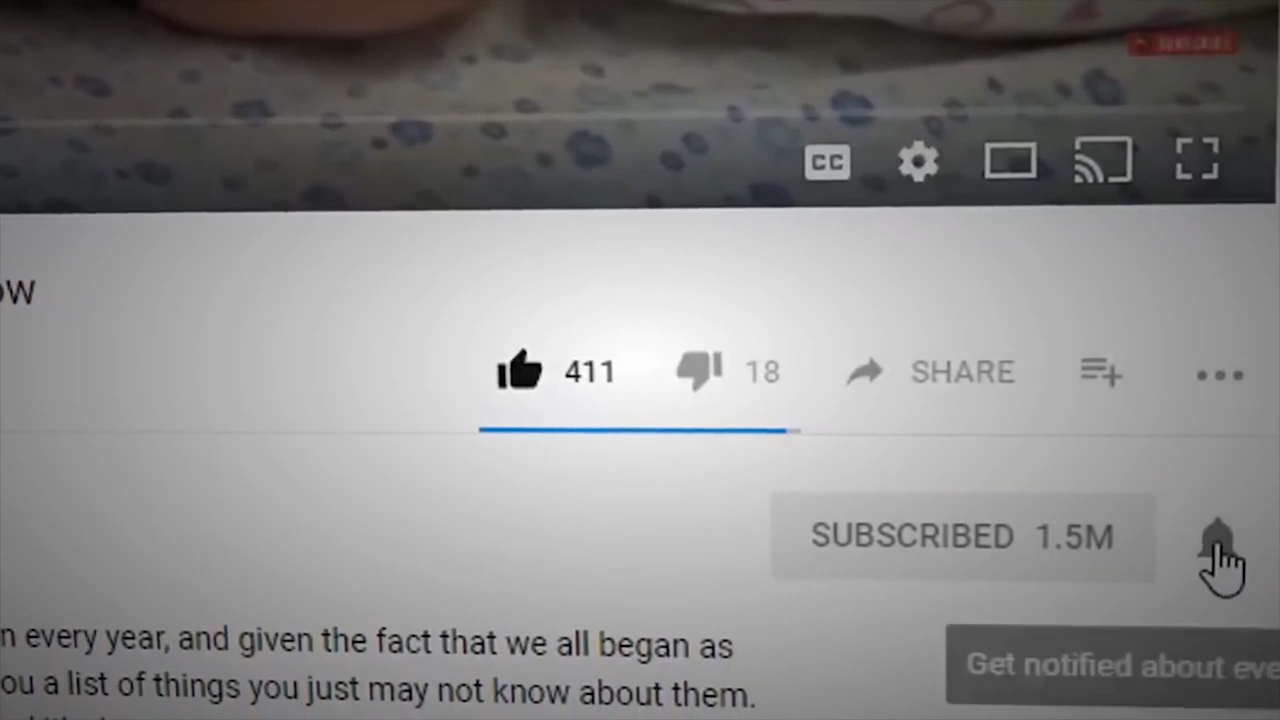 SUBSCRIBE
CC
ow
411 18 SHARE
SUBSCRIBED 1.5M
n every year, and given the fact that we all began as
Get notified about eve
ou a list of things you just may not know about them.